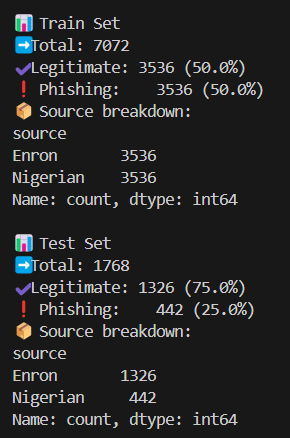 📊 Train Set
➡️Total: 7072
✔️Legitimate: 3536 (50.0%)
❗ Phishing:    3536 (50.0%)
📦 Source breakdown:
source
Enron       3536
Nigerian    3536
Name: count, dtype: int64

📊 Test Set
➡️Total: 1768
✔️Legitimate: 1326 (75.0%)
❗ Phishing:    442 (25.0%)
📦 Source breakdown:
source
Enron       1326
Nigerian     442
Name: count, dtype: int64